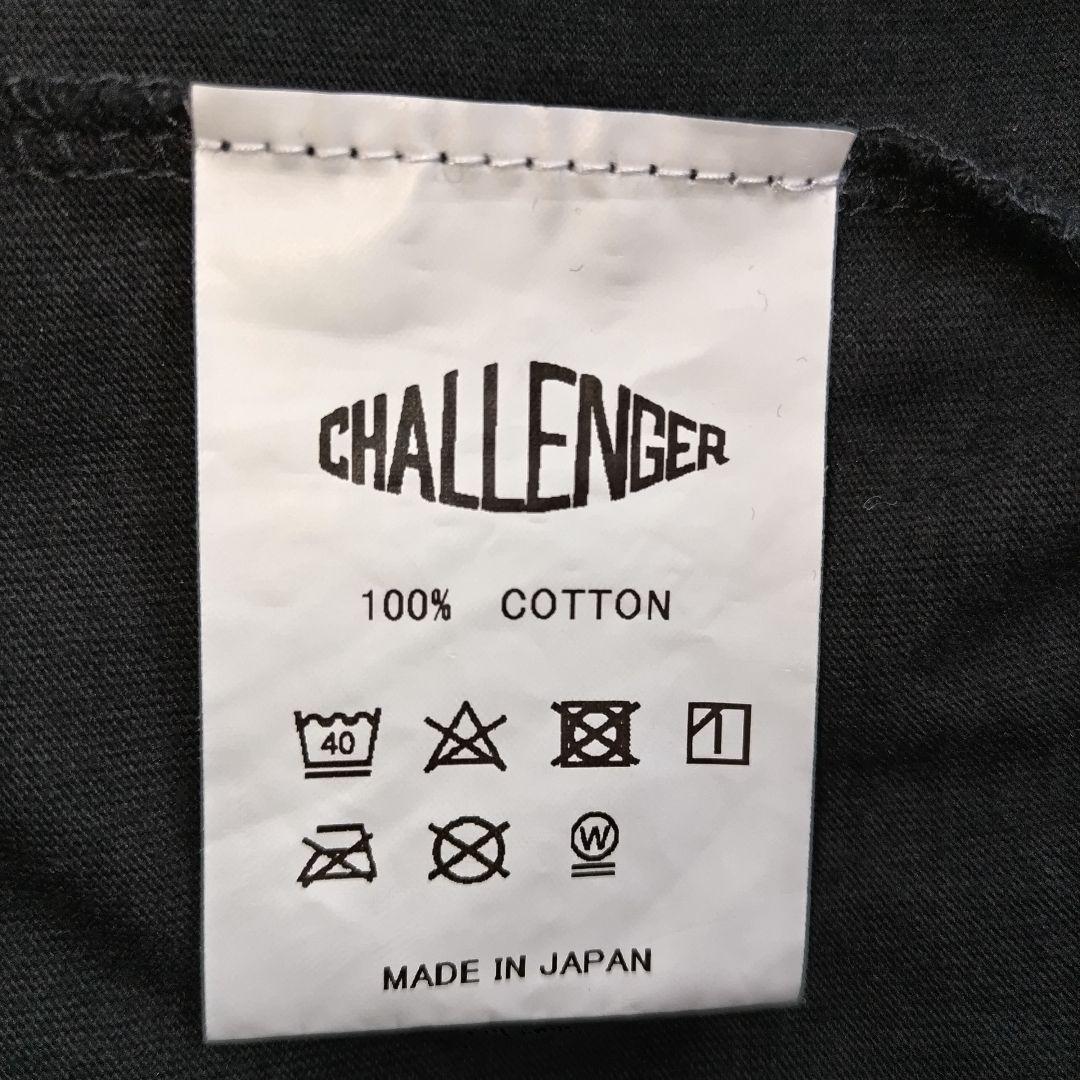 CHALLENGER
100% COTTON
40
W
MADE IN JAPAN